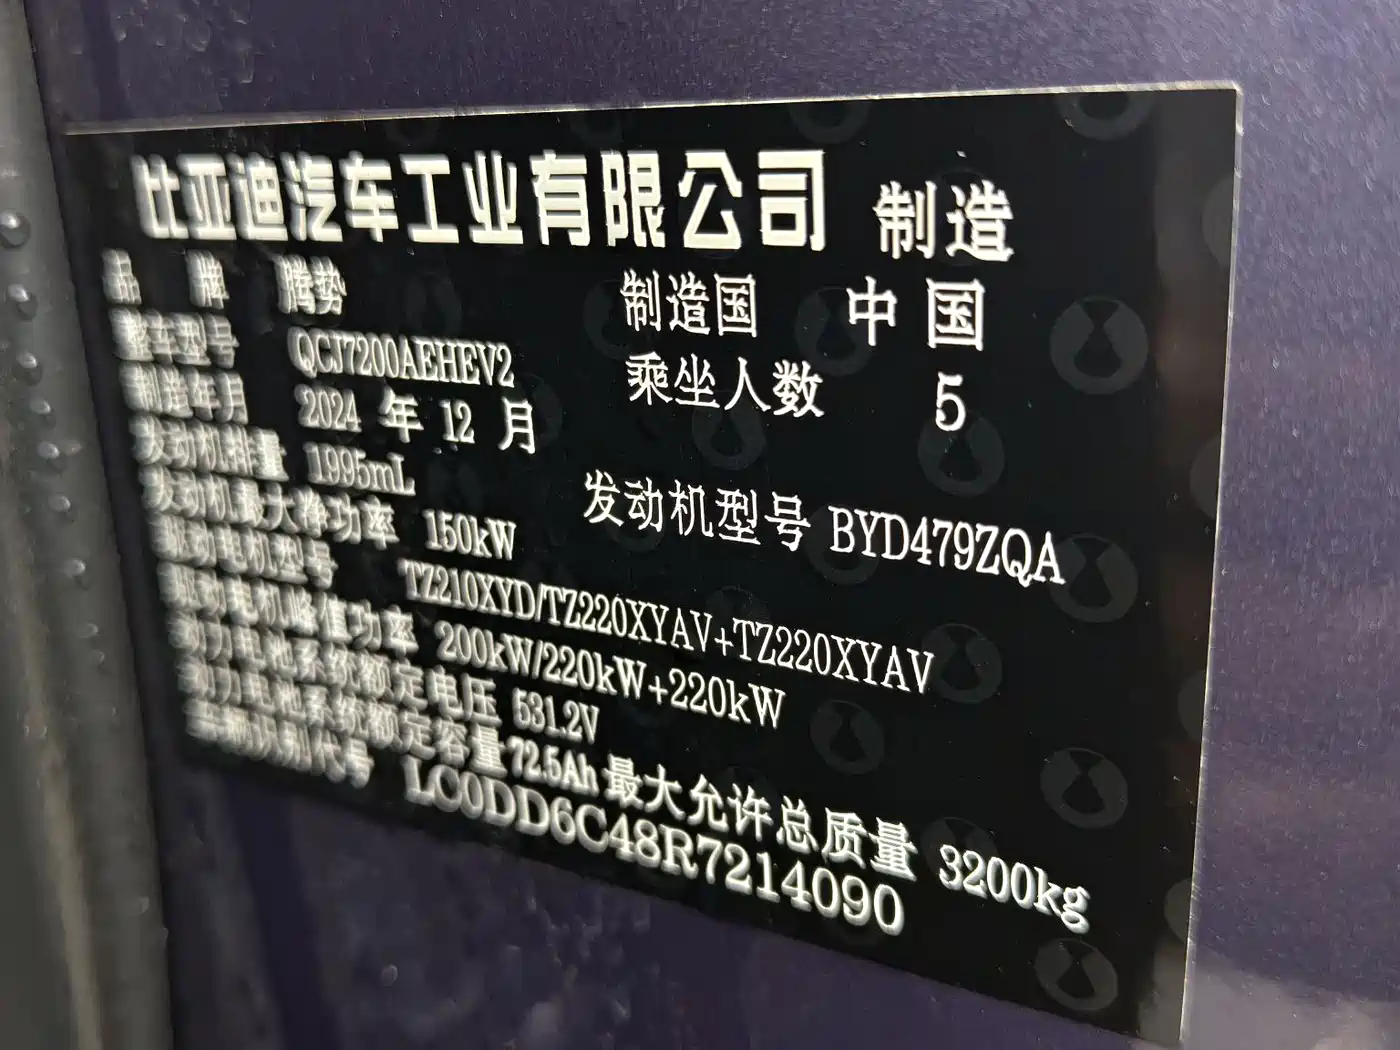 比亚迪汽车工业有限公司 制造
品牌 腾势 制造国 中国
整车型号 QCJ7200AEHEV2 乘坐人数 5
制造年月 2024 年 12 月
发动机排量 1995mL 发动机型号 BYD479ZQA
发动机最大净功率 150kW
驱动电机型号 TZ210XYD/TZ220XYAV+TZ220XYAV
驱动电机峰值功率 200kW/220kW+220kW
动力电池系统额定电压 531.2V
动力电池系统额定容量 72.5Ah 最大允许总质量 3200kg
车辆识别代号 LC0DD6C48R7214090